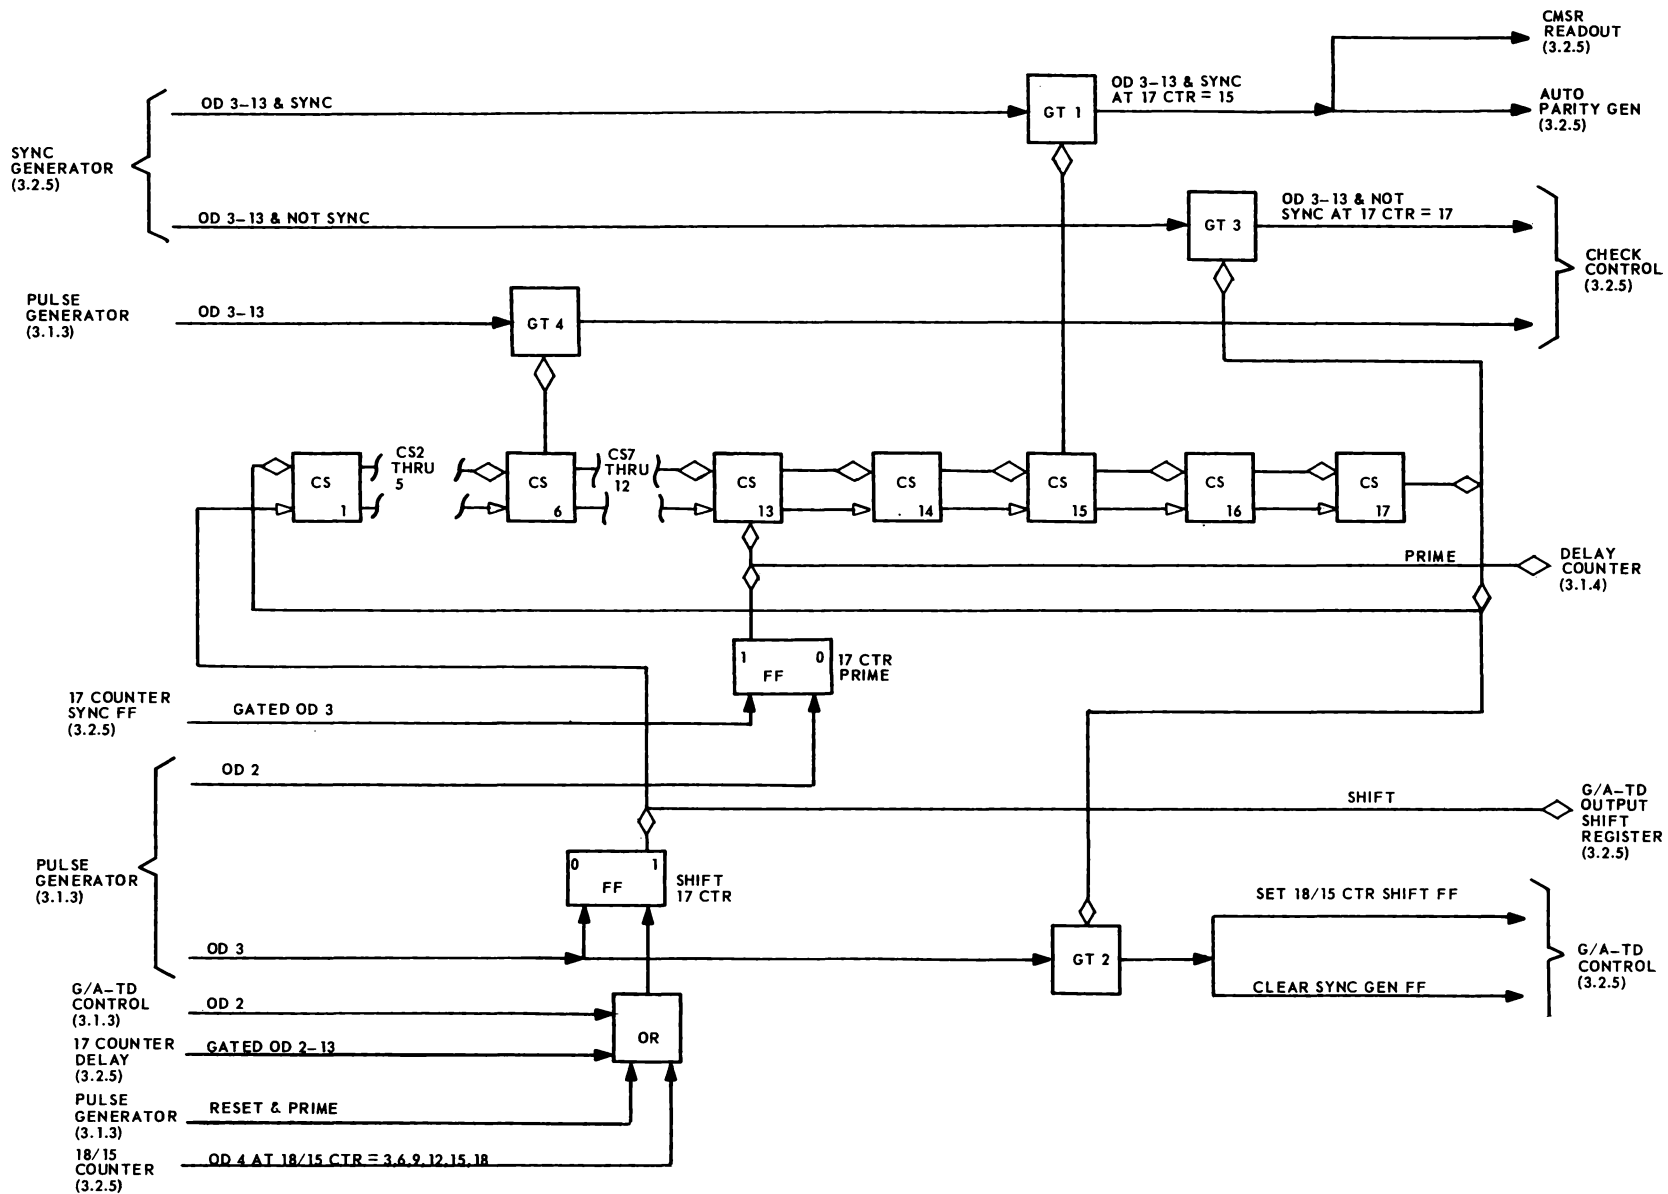 CMSR
READOUT
(3.2.5)
OD 3-13 & SYNC
OD 3-13 & SYNC
AT 17 CTR = 15
GT 1
AUTO
PARITY GEN
(3.2.5)
SYNC
GENERATOR
(3.2.5)
OD 3-13 & NOT SYNC
GT 3
OD 3-13 & NOT
SYNC AT 17 CTR = 17
CHECK
CONTROL
(3.2.5)
PULSE
GENERATOR
(3.1.3)
OD 3-13
GT 4
CS
1
CS2
THRU
5
CS
6
CS7
THRU
12
CS
13
CS
14
CS
15
CS
16
CS
17
PRIME
DELAY
COUNTER
(3.1.4)
1 0
FF
17 CTR
PRIME
17 COUNTER
SYNC FF
(3.2.5)
GATED OD 3
OD 2
SHIFT
G/A-TD
OUTPUT
SHIFT
REGISTER
(3.2.5)
PULSE
GENERATOR
(3.1.3)
0 1
FF
SHIFT
17 CTR
OD 3
GT 2
SET 18/15 CTR SHIFT FF
CLEAR SYNC GEN FF
G/A-TD
CONTROL
(3.2.5)
G/A-TD
CONTROL
(3.1.3)
OD 2
OR
17 COUNTER
DELAY
(3.2.5)
GATED OD 2-13
PULSE
GENERATOR
(3.1.3)
RESET & PRIME
18/15
COUNTER
(3.2.5)
OD 4 AT 18/15 CTR = 3,6,9,12,15,18